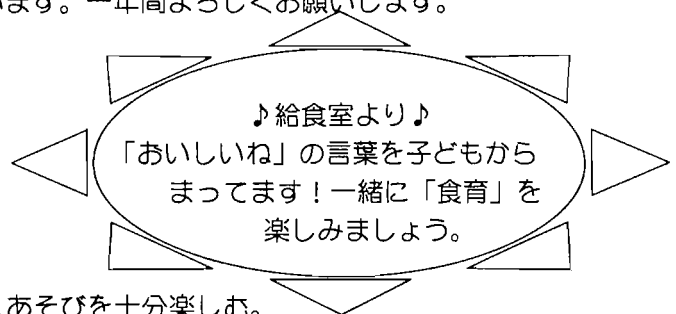 います。一年間よろしくお願いします。
♪給食室より♪
「おいしいね」の言葉を子どもから
まってます！一緒に「食育」を
楽しみましょう。
あそびを十分楽しむ。